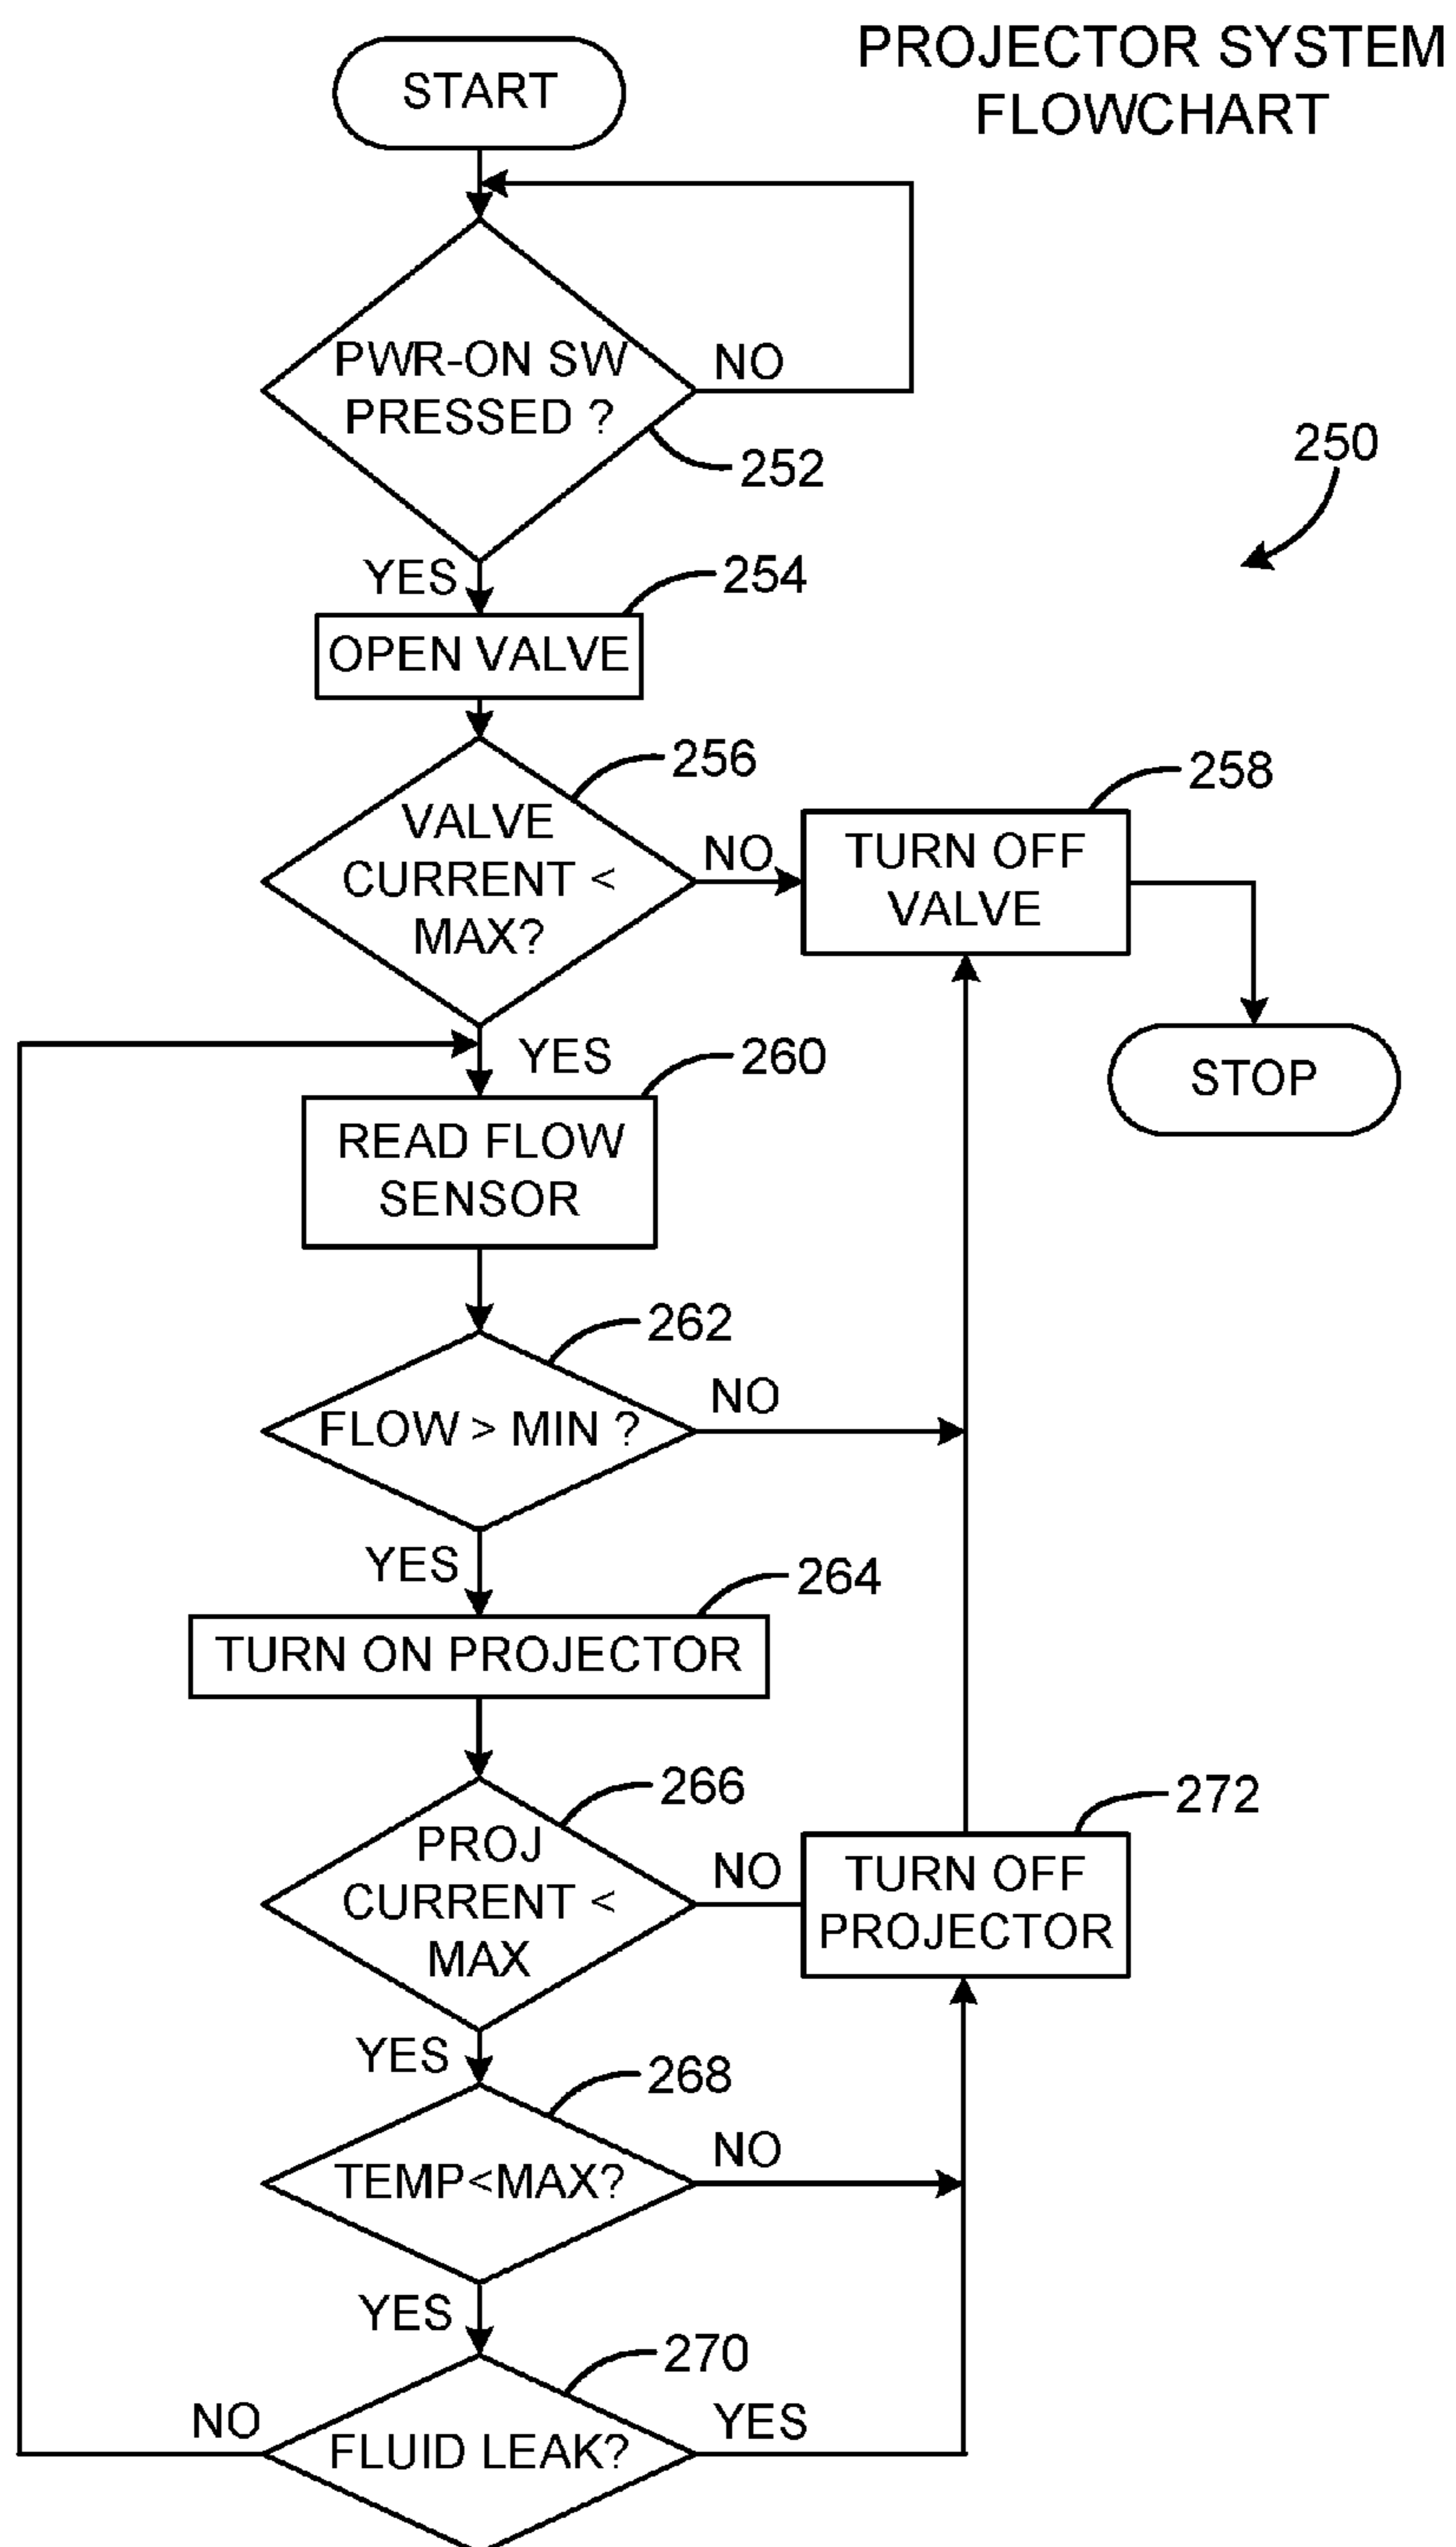 PROJECTOR SYSTEM
FLOWCHART
START
PWR-ON SW
PRESSED ?
NO
252
250
YES
254
OPEN VALVE
256
VALVE
CURRENT <
MAX?
NO
258
TURN OFF
VALVE
STOP
YES
260
READ FLOW
SENSOR
262
FLOW > MIN ?
NO
YES
264
TURN ON PROJECTOR
266
PROJ
CURRENT <
MAX
NO
272
TURN OFF
PROJECTOR
YES
268
TEMP<MAX?
NO
YES
270
FLUID LEAK?
NO
YES